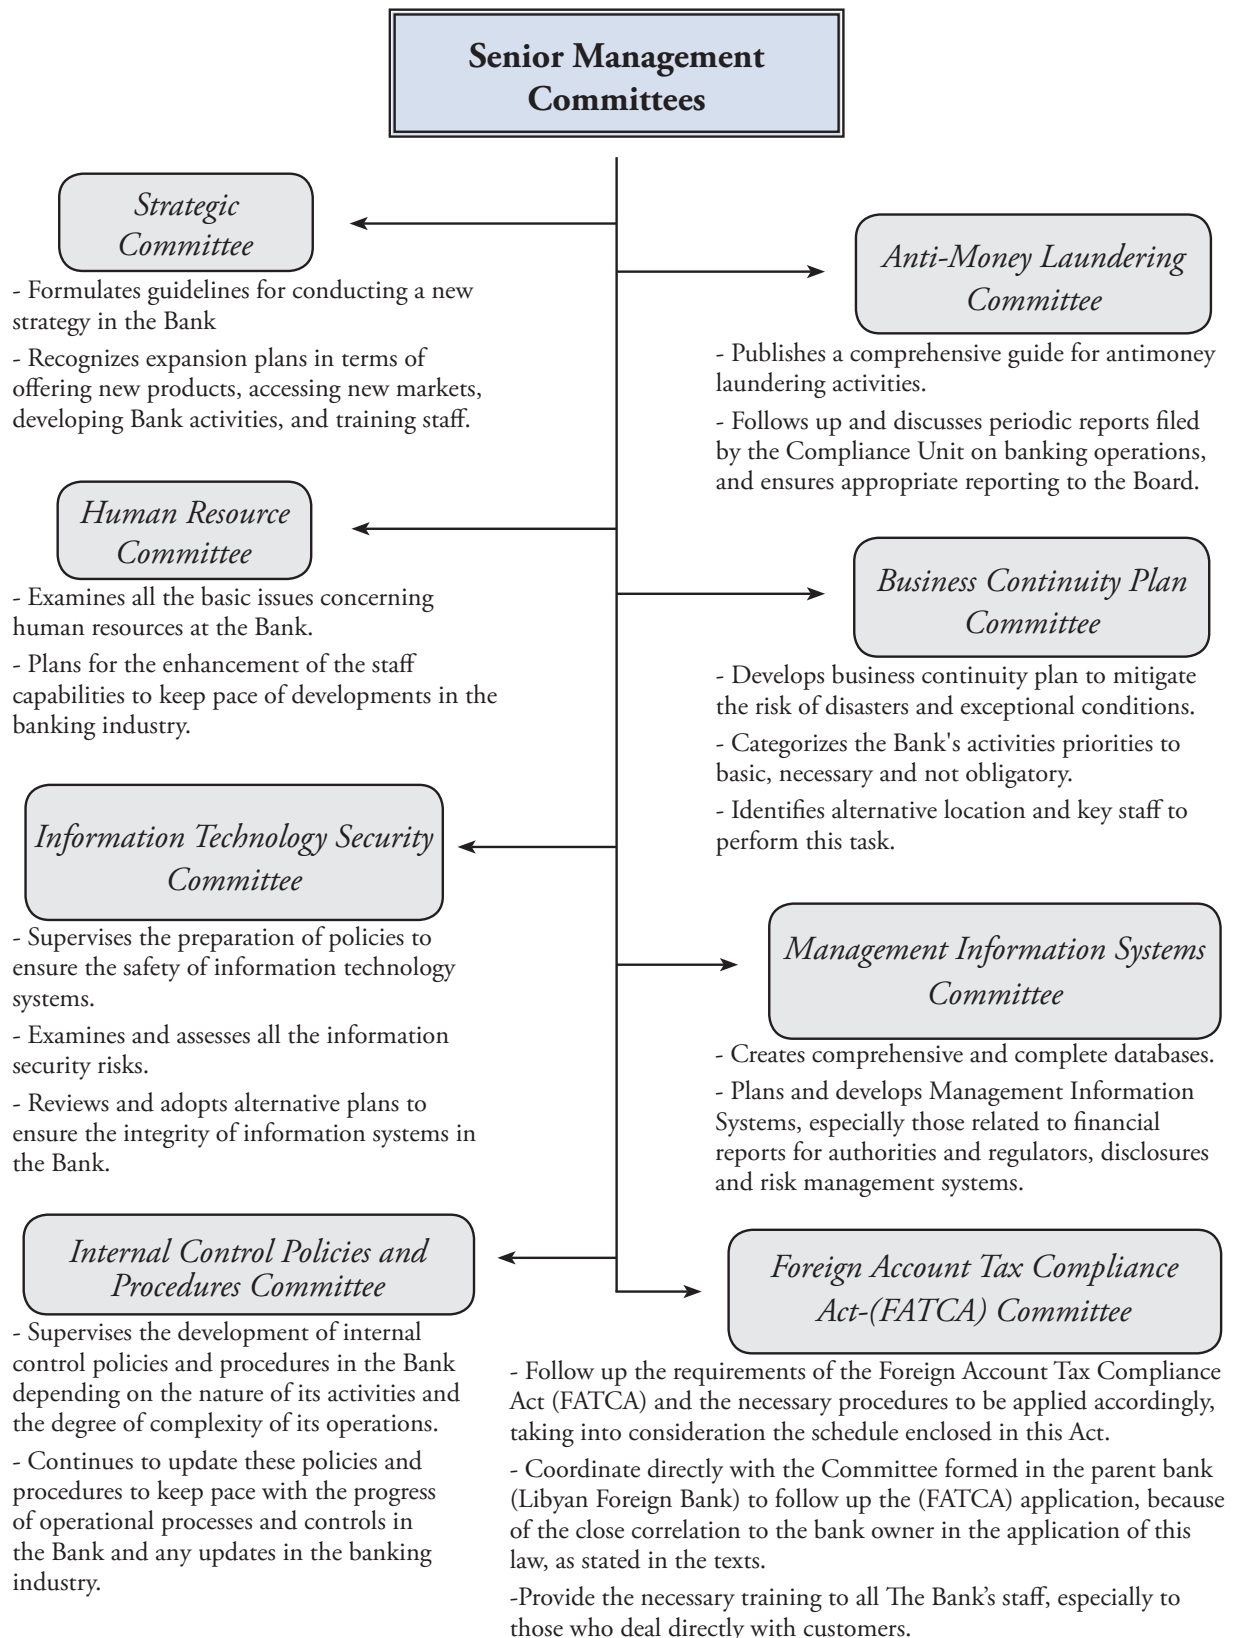 Senior Management
Committees
Strategic
Committee
- Formulates guidelines for conducting a new
strategy in the Bank
- Recognizes expansion plans in terms of
offering new products, accessing new markets,
developing Bank activities, and training staff.
Human Resource
Committee
- Examines all the basic issues concerning
human resources at the Bank.
- Plans for the enhancement of the staff
capabilities to keep pace of developments in the
banking industry.
Information Technology Security
Committee
- Supervises the preparation of policies to
ensure the safety of information technology
systems.
- Examines and assesses all the information
security risks.
- Reviews and adopts alternative plans to
ensure the integrity of information systems in
the Bank.
Internal Control Policies and
Procedures Committee
- Supervises the development of internal
control policies and procedures in the Bank
depending on the nature of its activities and
the degree of complexity of its operations.
- Continues to update these policies and
procedures to keep pace with the progress
of operational processes and controls in
the Bank and any updates in the banking
industry.
Anti-Money Laundering
Committee
- Publishes a comprehensive guide for antimoney
laundering activities.
- Follows up and discusses periodic reports filed
by the Compliance Unit on banking operations,
and ensures appropriate reporting to the Board.
Business Continuity Plan
Committee
- Develops business continuity plan to mitigate
the risk of disasters and exceptional conditions.
- Categorizes the Bank's activities priorities to
basic, necessary and not obligatory.
- Identifies alternative location and key staff to
perform this task.
Management Information Systems
Committee
- Creates comprehensive and complete databases.
- Plans and develops Management Information
Systems, especially those related to financial
reports for authorities and regulators, disclosures
and risk management systems.
Foreign Account Tax Compliance
Act-(FATCA) Committee
- Follow up the requirements of the Foreign Account Tax Compliance
Act (FATCA) and the necessary procedures to be applied accordingly,
taking into consideration the schedule enclosed in this Act.
- Coordinate directly with the Committee formed in the parent bank
(Libyan Foreign Bank) to follow up the (FATCA) application, because
of the close correlation to the bank owner in the application of this
law, as stated in the texts.
-Provide the necessary training to all The Bank’s staff, especially to
those who deal directly with customers.